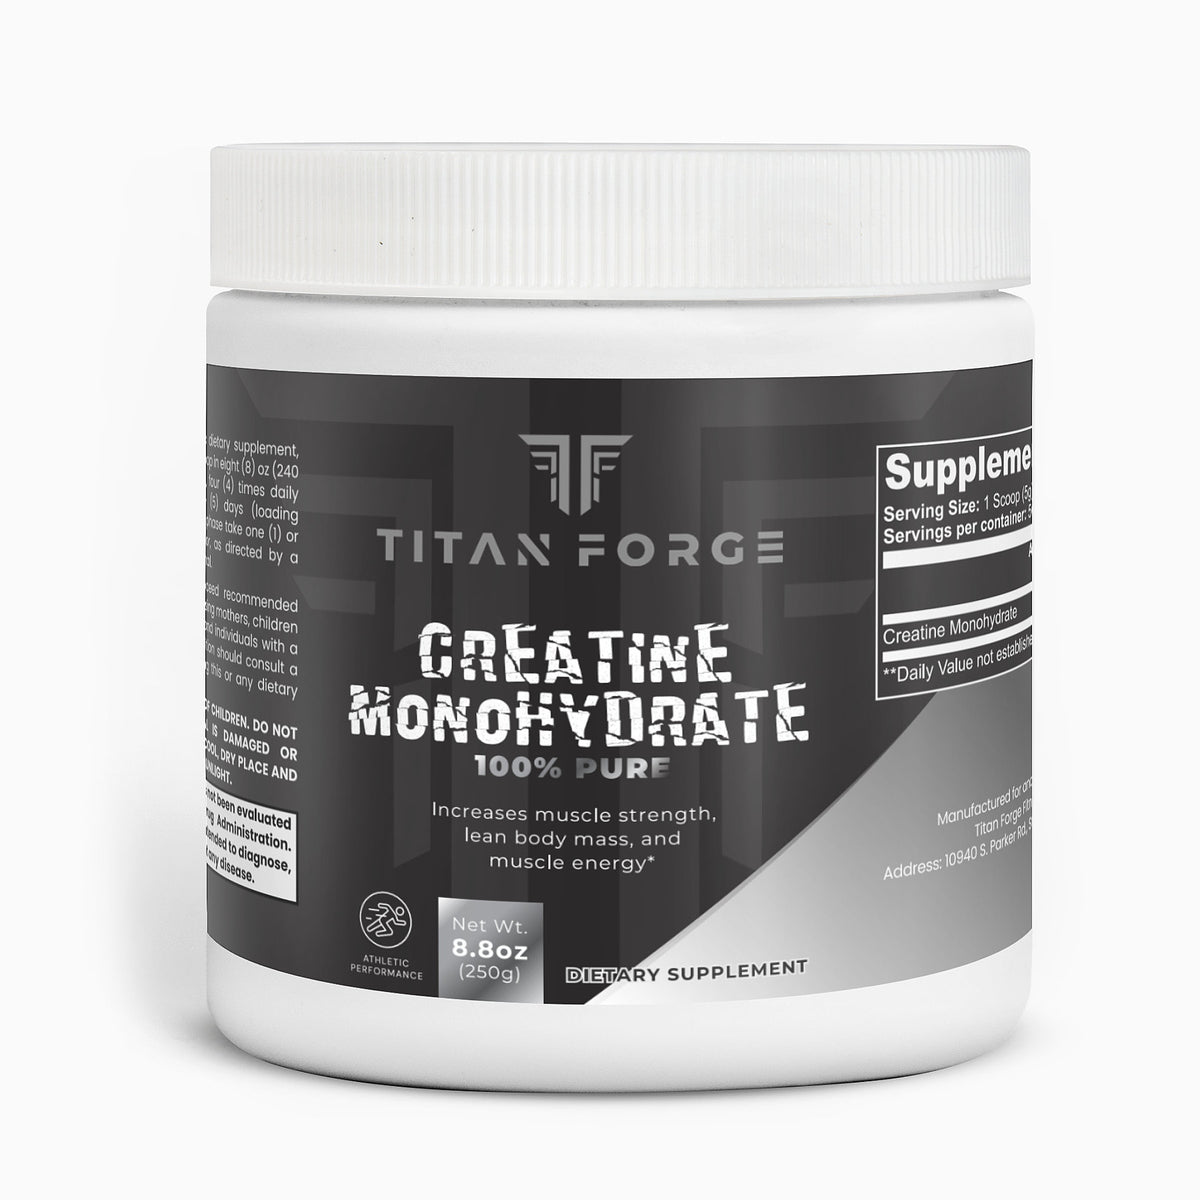 dietary supplement,
in eight (8) oz (240
four (4) times daily
(5) days (loading
phase take one (1) or
as directed by a
recommended
mothers, children
individuals with a
should consult a
this or any dietary
OF CHILDREN. DO NOT
IS DAMAGED OR
COOL, DRY PLACE AND
not been evaluated
Administration.
to diagnose,
any disease.
TITAN FORGE
CREATINE
MONOHYDRATE
100% PURE
Increases muscle strength,
lean body mass, and
muscle energy*
ATHLETIC
PERFORMANCE
Net Wt.
8.8oz
(250g)
DIETARY SUPPLEMENT
Suppleme
Serving Size: 1 Scoop (5g
Servings per container: 5
A
Creatine Monohydrate
**Daily Value not establishe
Manufactured for
Titan Forge
Address: 10940 S. Parker Rd,